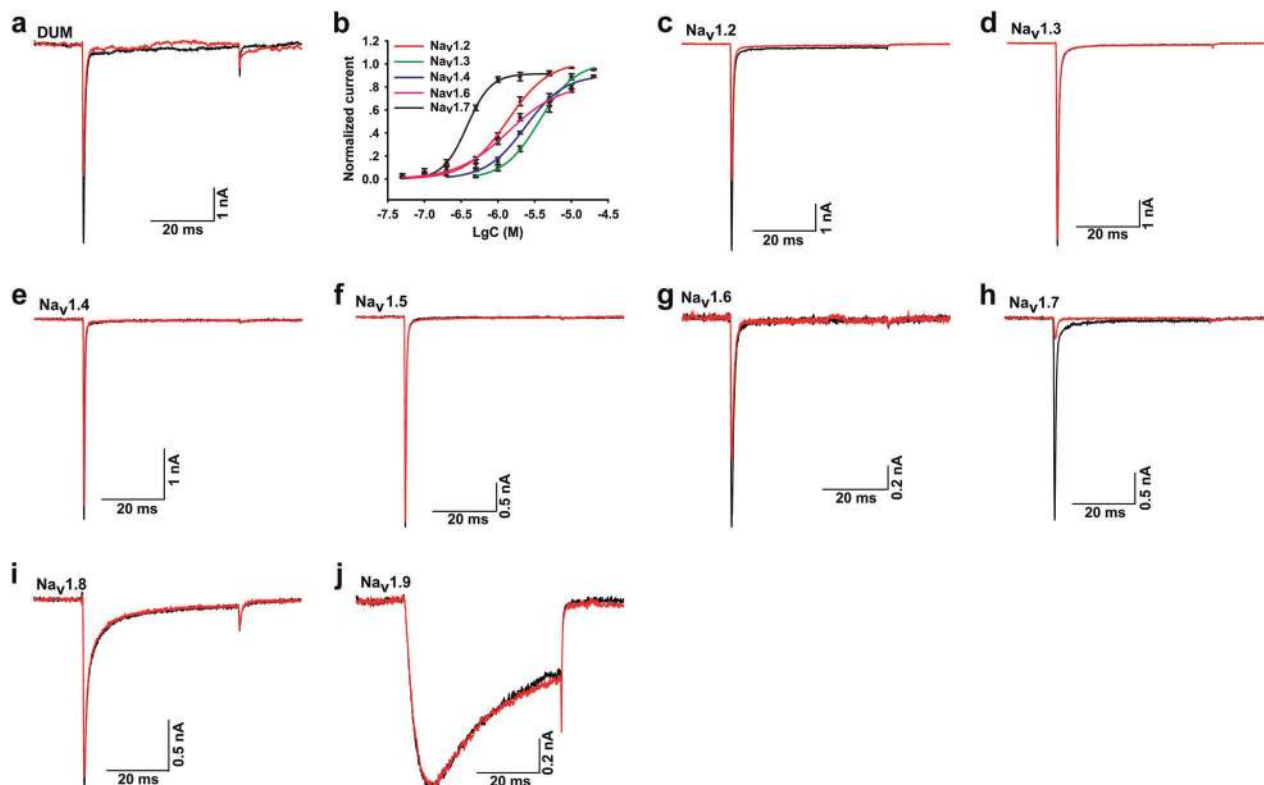 a
DUM
1 nA
20 ms
b
Normalized current
1.2
1.0
.8
.6
.4
.2
0.0
-7.5
-7.0
-6.5
-6.0
-5.5
-5.0
-4.5
LgC (M)
Nav1.2
Nav1.3
Nav1.4
Nav1.6
Nav1.7
c
Nav1.2
1 nA
20 ms
d
Nav1.3
1 nA
20 ms
e
Nav1.4
1 nA
20 ms
f
Nav1.5
0.5 nA
20 ms
g
Nav1.6
0.2 nA
20 ms
h
Nav1.7
0.5 nA
20 ms
i
Nav1.8
0.5 nA
20 ms
j
Nav1.9
0.2 nA
20 ms